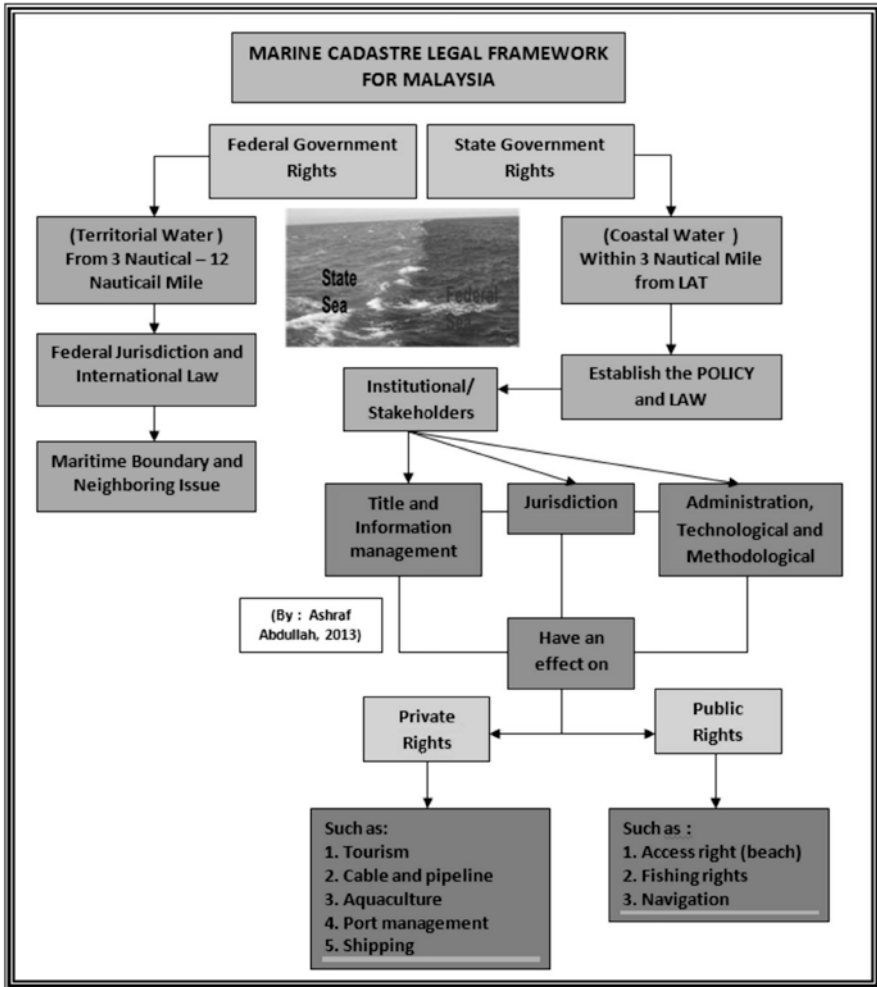 MARINE CADASTRE LEGAL FRAMEWORK
FOR MALAYSIA
Federal Government
Rights
State Government
Rights
(Territorial Water )
From 3 Nautical – 12
Nauticail Mile
State
Sea
Federal
Sea
(Coastal Water )
Within 3 Nautical Mile
from LAT
Federal Jurisdiction and
International Law
Institutional/
Stakeholders
Establish the POLICY
and LAW
Maritime Boundary and
Neighboring Issue
Title and
Information
management
Jurisdiction
Administration,
Technological and
Methodological
(By : Ashraf
Abdullah, 2013)
Have an
effect on
Private
Rights
Public
Rights
Such as:
1. Tourism
2. Cable and pipeline
3. Aquaculture
4. Port management
5. Shipping
Such as :
1. Access right (beach)
2. Fishing rights
3. Navigation